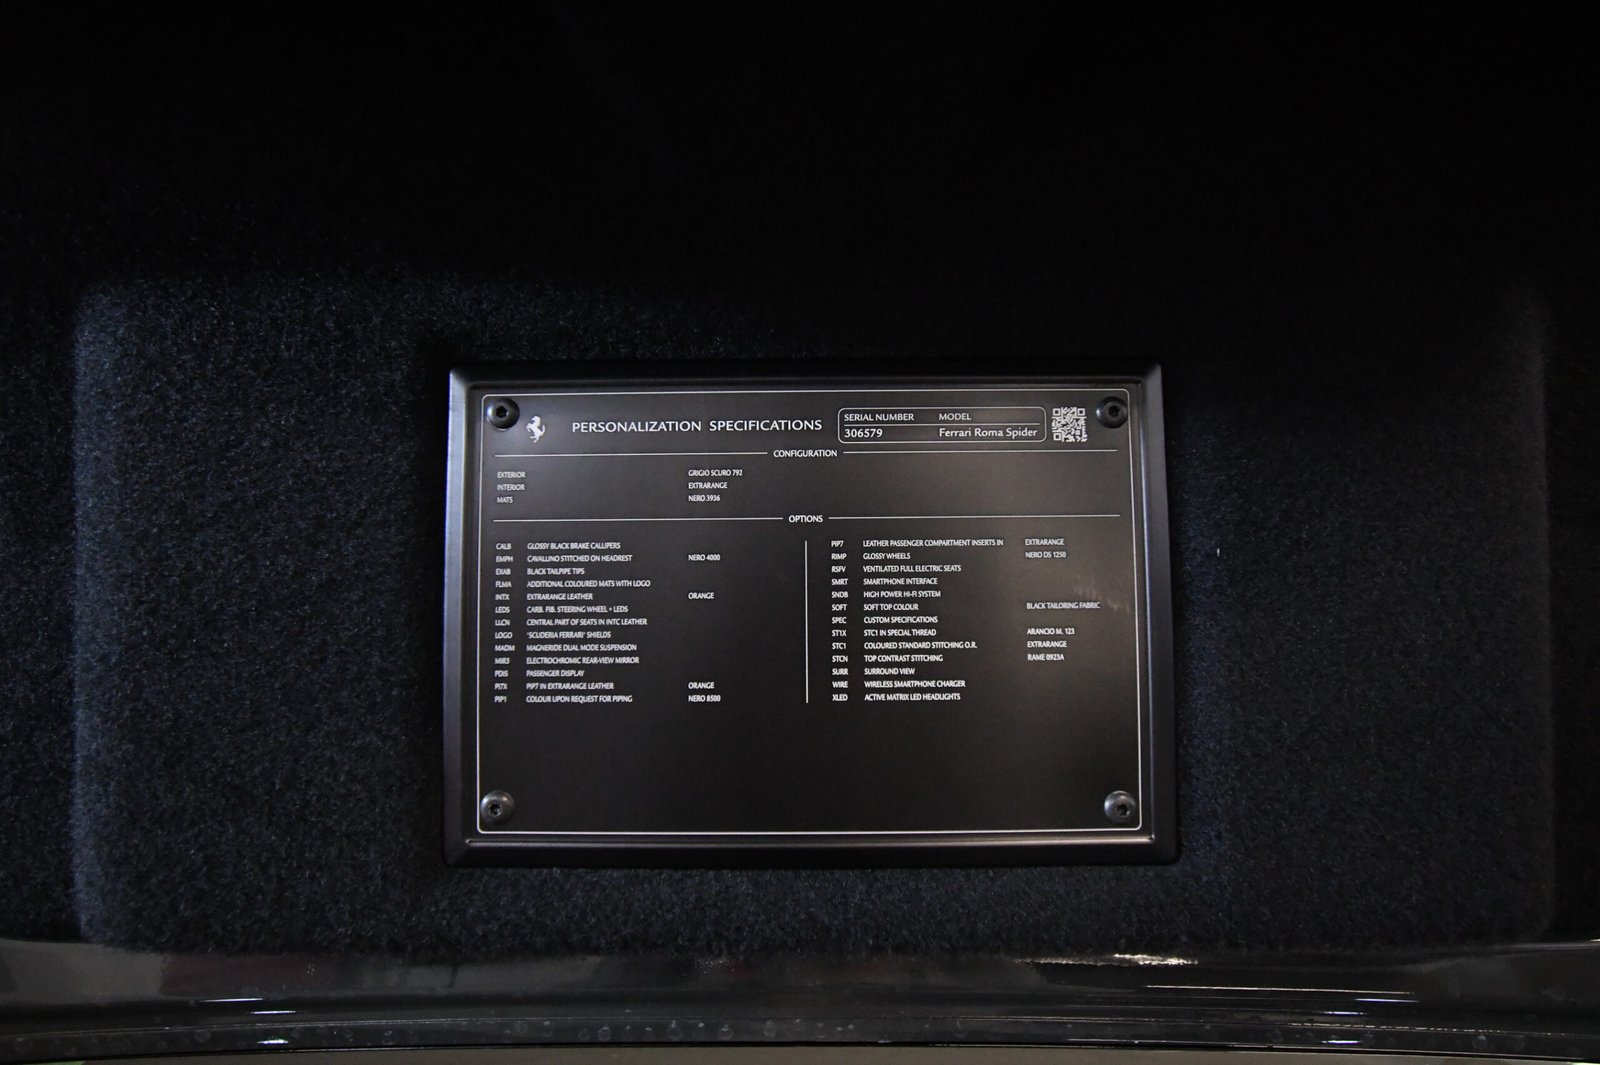 PERSONALIZATION SPECIFICATIONS
SERIAL NUMBER MODEL
306579 Ferrari Roma Spider
CONFIGURATION
EXTERIOR GRIGIO SCURO 792
INTERIOR EXTRARANGE
MATS NERO 3936
OPTIONS
CALB GLOSSY BLACK BRAKE CALLIPERS
EMPH CAVALLINO STITCHED ON HEADREST NERO 4000
EXAB BLACK TAILPIPE TIPS
FLMA ADDITIONAL COLOURED MATS WITH LOGO
INTX EXTRARANGE LEATHER ORANGE
LEDS CARB. FIB. STEERING WHEEL + LEDS
LLCN CENTRAL PART OF SEATS IN INTC LEATHER
LOGO 'SCUDERIA FERRARI' SHIELDS
MADM MAGNERIDE DUAL MODE SUSPENSION
MIR3 ELECTROCHROMIC REAR-VIEW MIRROR
PDIS PASSENGER DISPLAY
PI7X PIP7 IN EXTRARANGE LEATHER ORANGE
PIP1 COLOUR UPON REQUEST FOR PIPING NERO 8500
PIP7 LEATHER PASSENGER COMPARTMENT INSERTS IN EXTRARANGE
RIMP GLOSSY WHEELS NERO DS 1250
RSFV VENTILATED FULL ELECTRIC SEATS
SMRT SMARTPHONE INTERFACE
SNDB HIGH POWER HI-FI SYSTEM
SOFT SOFT TOP COLOUR BLACK TAILORING FABRIC
SPEC CUSTOM SPECIFICATIONS
ST1X STC1 IN SPECIAL THREAD ARANCIO M. 123
STC1 COLOURED STANDARD STITCHING O.R. EXTRARANGE
STCN TOP CONTRAST STITCHING RAME 0923A
SURR SURROUND VIEW
WIRE WIRELESS SMARTPHONE CHARGER
XLED ACTIVE MATRIX LED HEADLIGHTS